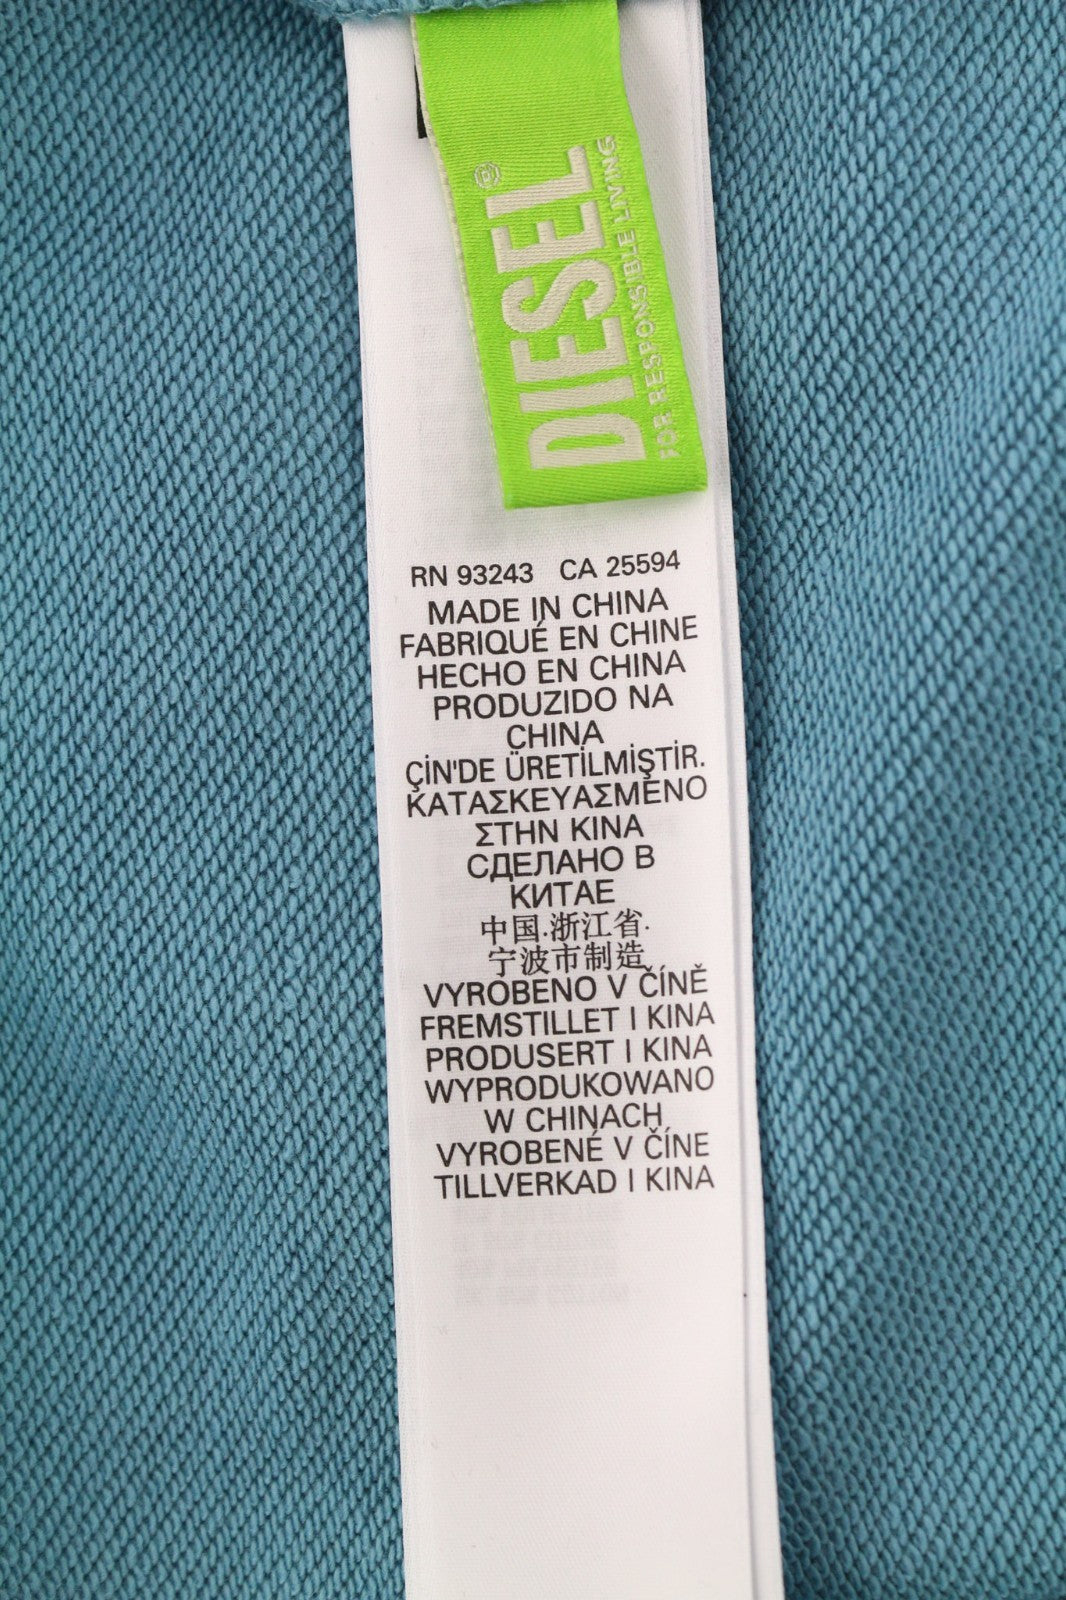 DIESEL®
FOR RESPONSIBLE LIVING
RN 93243 CA 25594
MADE IN CHINA
FABRIQUÉ EN CHINE
HECHO EN CHINA
PRODUZIDO NA
CHINA
ÇİN'DE ÜRETİLMİŞTİR.
ΚΑΤΑΣΚΕΥΑΣΜΕΝΟ
ΣΤΗΝ ΚΙΝΑ
СДЕЛАНО В
КИТАЕ
中国.浙江省.
宁波市制造
VYROBENO V ČÍNĚ
FREMSTILLET I KINA
PRODUSERT I KINA
WYPRODUKOWANO
W CHINACH
VYROBENÉ V ČÍNE
TILLVERKAD I KINA